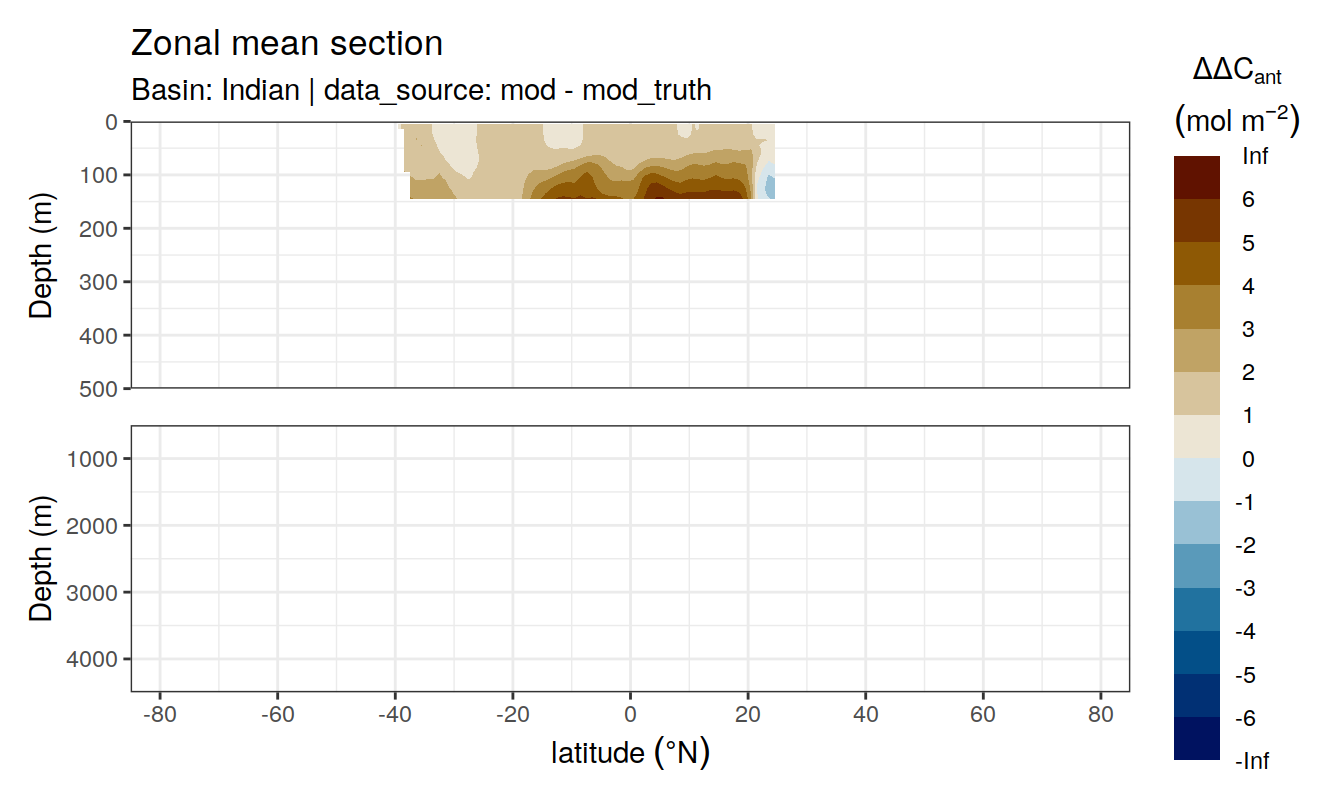 Zonal mean section
Basin: Indian | data_source: mod - mod_truth
ΔΔCant
(mol m−2)
Inf
6
5
4
3
2
1
0
-1
-2
-3
-4
-5
-6
-Inf
Depth (m)
0
100
200
300
400
500
Depth (m)
1000
2000
3000
4000
-80 -60 -40 -20 0 20 40 60 80
latitude (°N)